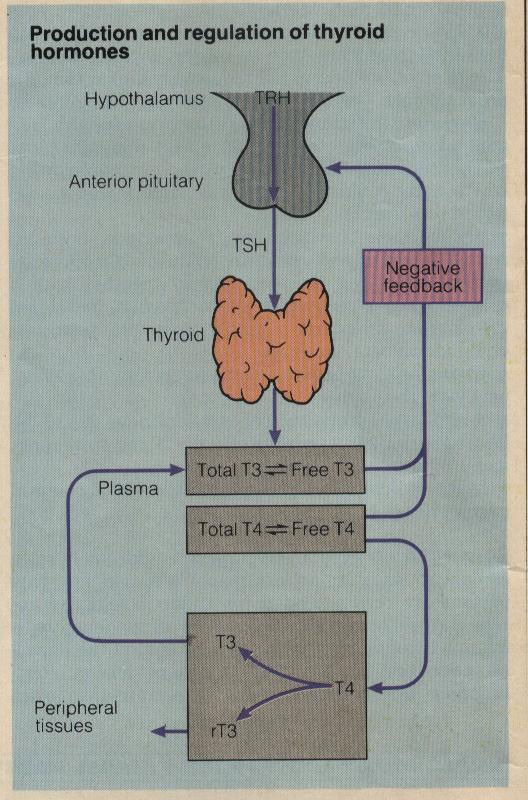 Production and regulation of thyroid
hormones
Hypothalamus
TRH
Anterior pituitary
TSH
Negative
feedback
Thyroid
Total T3 ⇌ Free T3
Plasma
Total T4 ⇌ Free T4
T3
T4
Peripheral
tissues
rT3